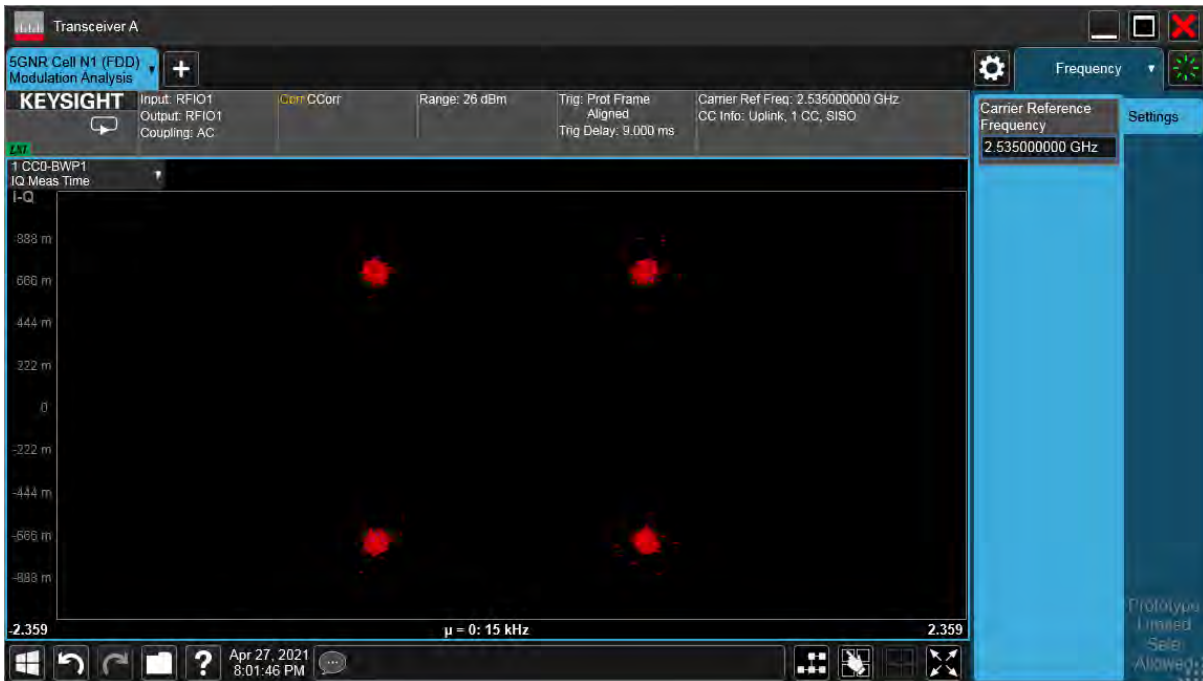 Transceiver A
5GNR Cell N1 (FDD)
Modulation Analysis
+
Frequency
KEYSIGHT
LXI
Input: RFIO1
Output: RFIO1
Coupling: AC
Corr CCorr
Range: 26 dBm
Trig: Prot Frame
Aligned
Trig Delay: 9.000 ms
Carrier Ref Freq: 2.535000000 GHz
CC Info: Uplink, 1 CC, SISO
Carrier Reference
Frequency
2.535000000 GHz
Settings
1 CC0-BWP1
IQ Meas Time
I-Q
888 m
666 m
444 m
222 m
0
-222 m
-444 m
-666 m
-888 m
-2.359
μ = 0: 15 kHz
2.359
?
Apr 27, 2021
8:01:46 PM
Prototype
Limited
Sale
Allowed